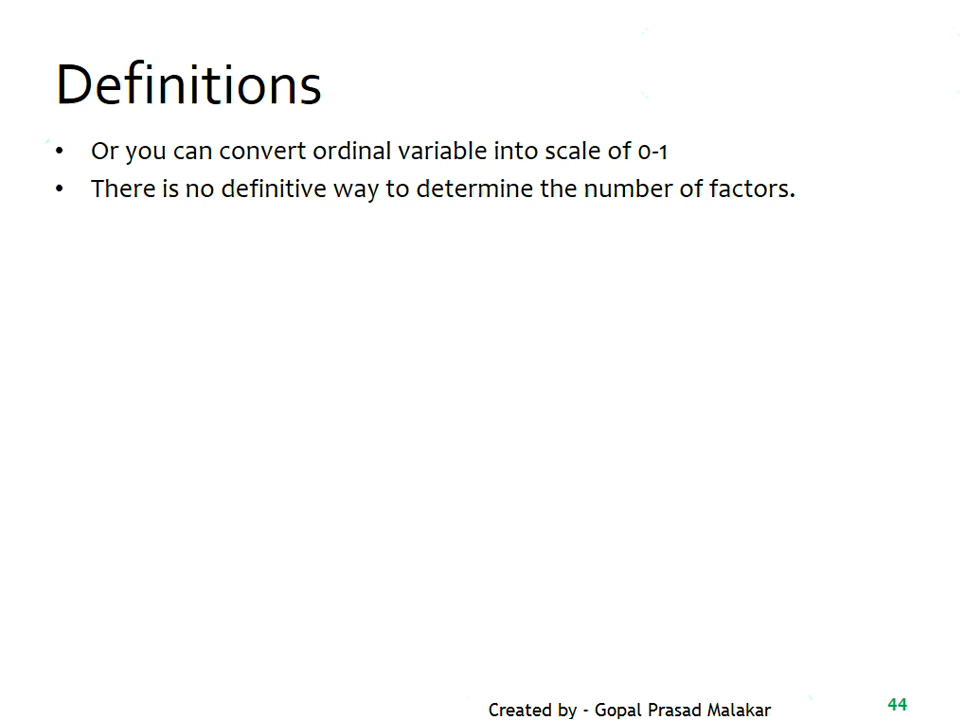 Definitions
• Or you can convert ordinal variable into scale of 0-1
• There is no definitive way to determine the number of factors.
Created by - Gopal Prasad Malakar
44